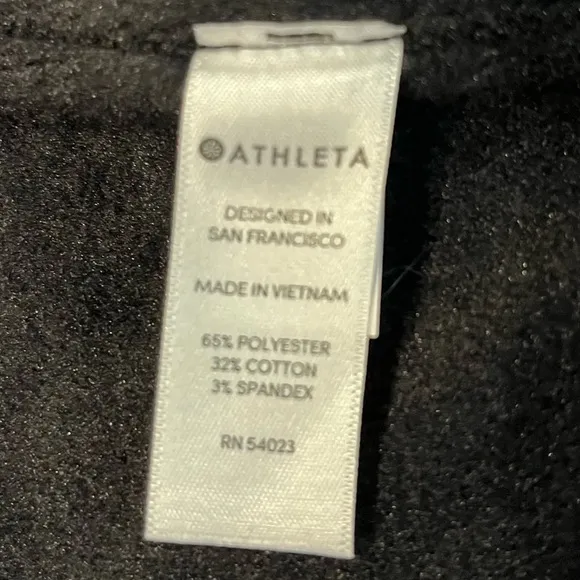 ATHLETA
DESIGNED IN
SAN FRANCISCO
MADE IN VIETNAM
65% POLYESTER
32% COTTON
3% SPANDEX
RN 54023